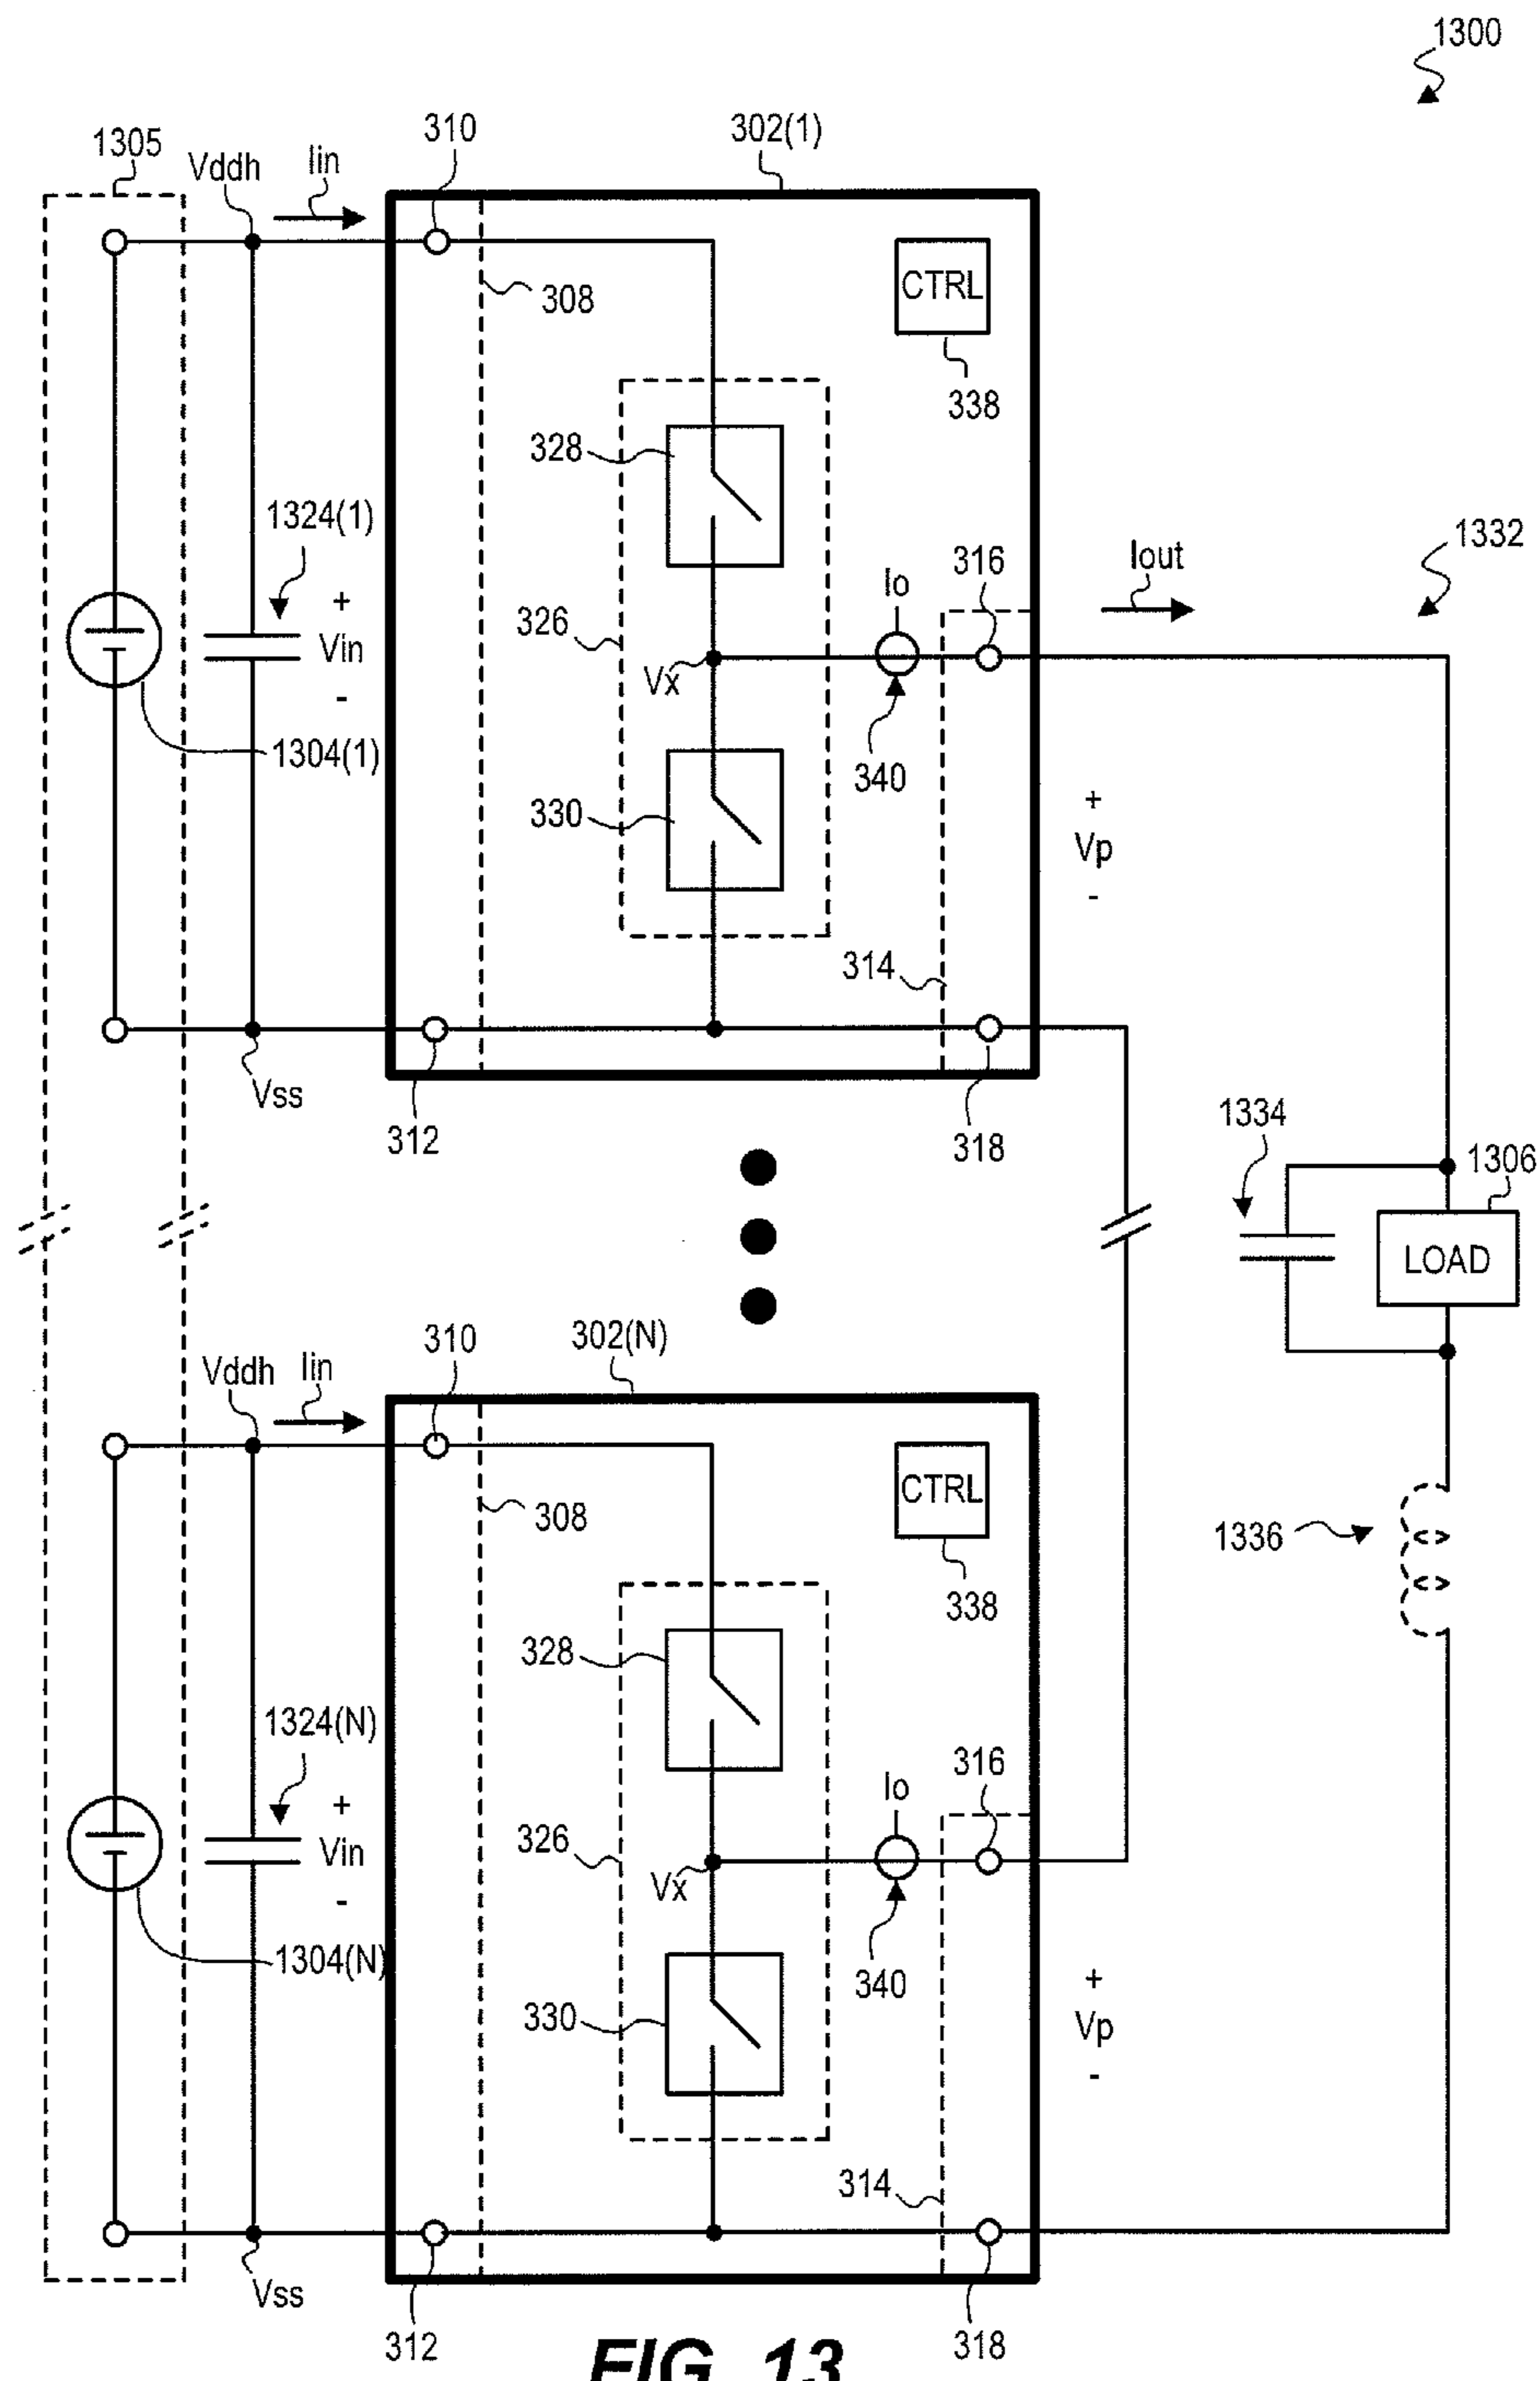 1300
1305
Vddh
Iin
310
302(1)
308
CTRL
338
328
1324(1)
+
Vin
-
326
Io
316
Iout
1332
Vx
1304(1)
340
330
+
Vp
-
314
Vss
312
318
1334
1306
LOAD
302(N)
310
Vddh
Iin
308
CTRL
338
1336
328
1324(N)
+
Vin
-
326
Io
316
Vx
1304(N)
340
330
+
Vp
-
314
Vss
312
318
FIG. 13